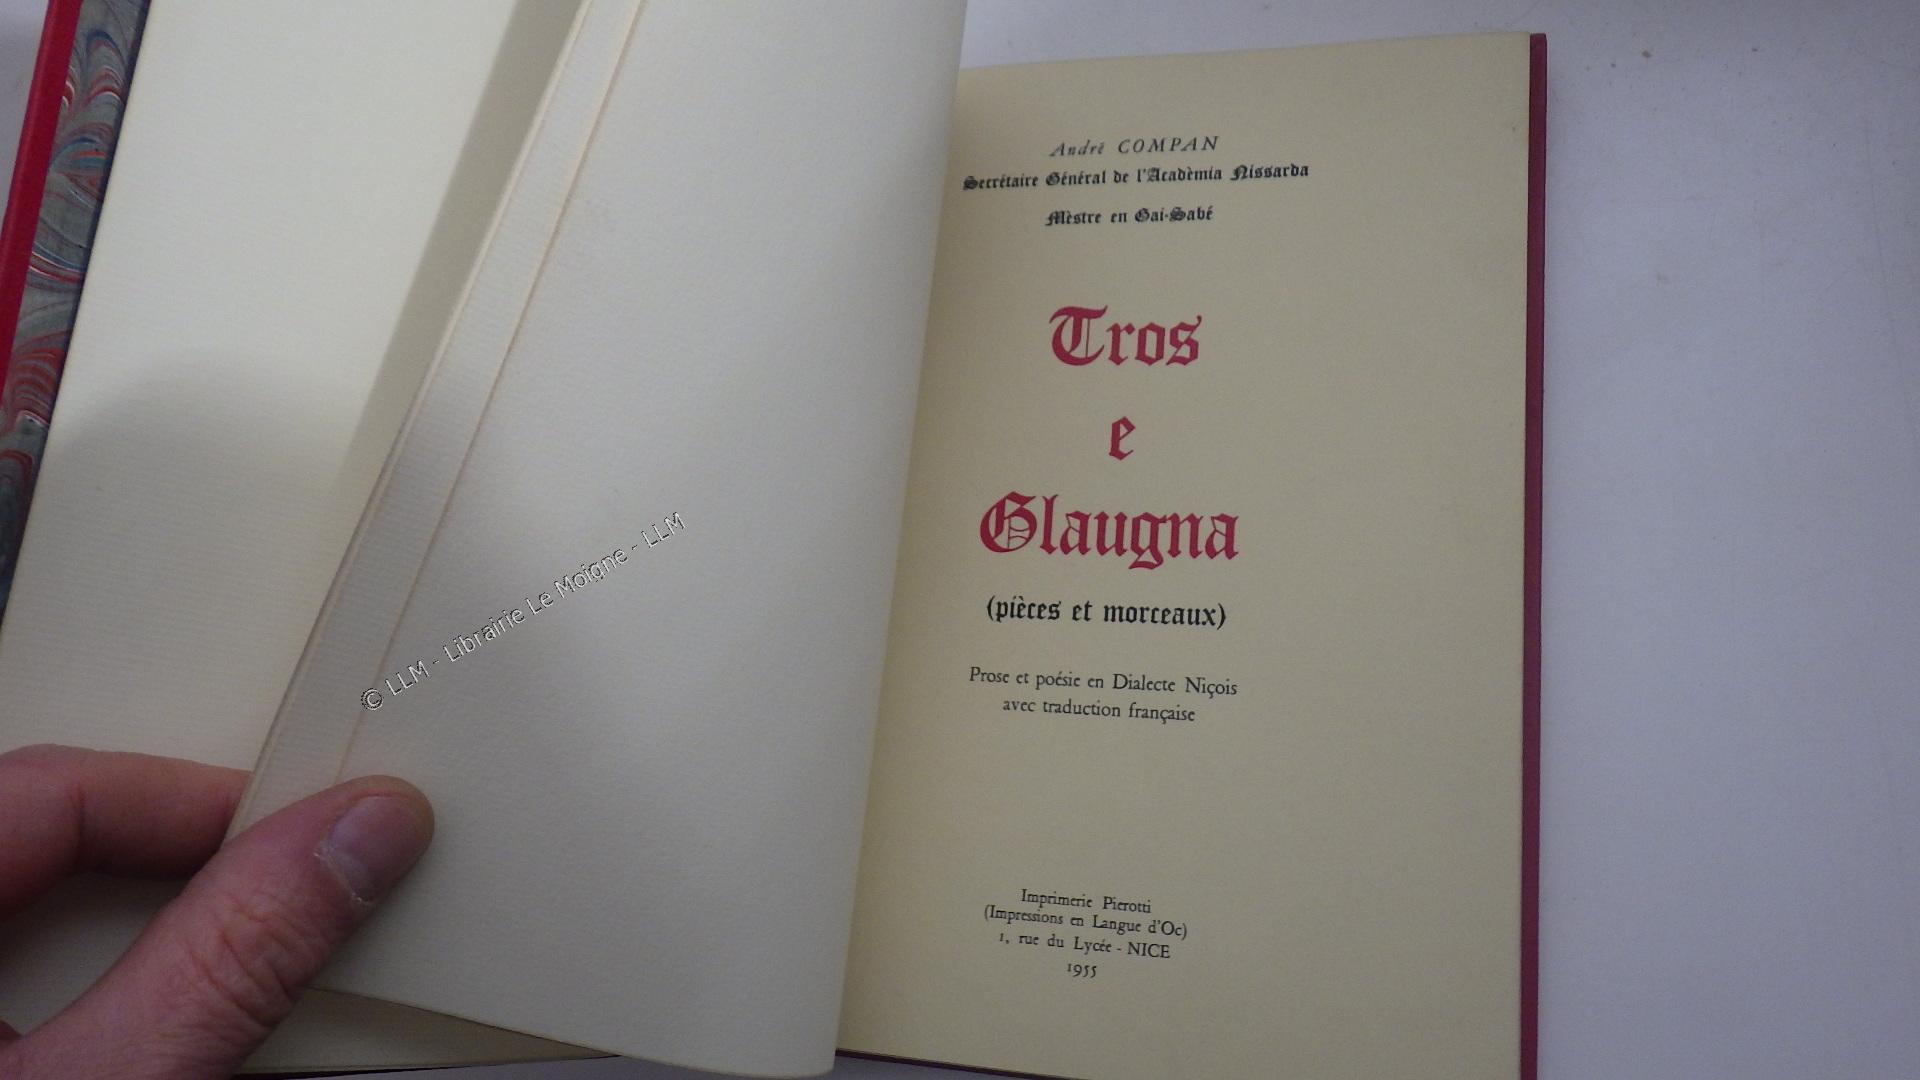 André COMPAN
Secrétaire Général de l'Acadèmia Nissarda
Mèstre en Gai-Sabé
Tros
e
Glaugna
(pièces et morceaux)
Prose et poésie en Dialecte Niçois
avec traduction française
Imprimerie Pierotti
(Impressions en Langue d'Oc)
1, rue du Lycée - NICE
1955
© LLM - Librairie Le Moigne - LLM